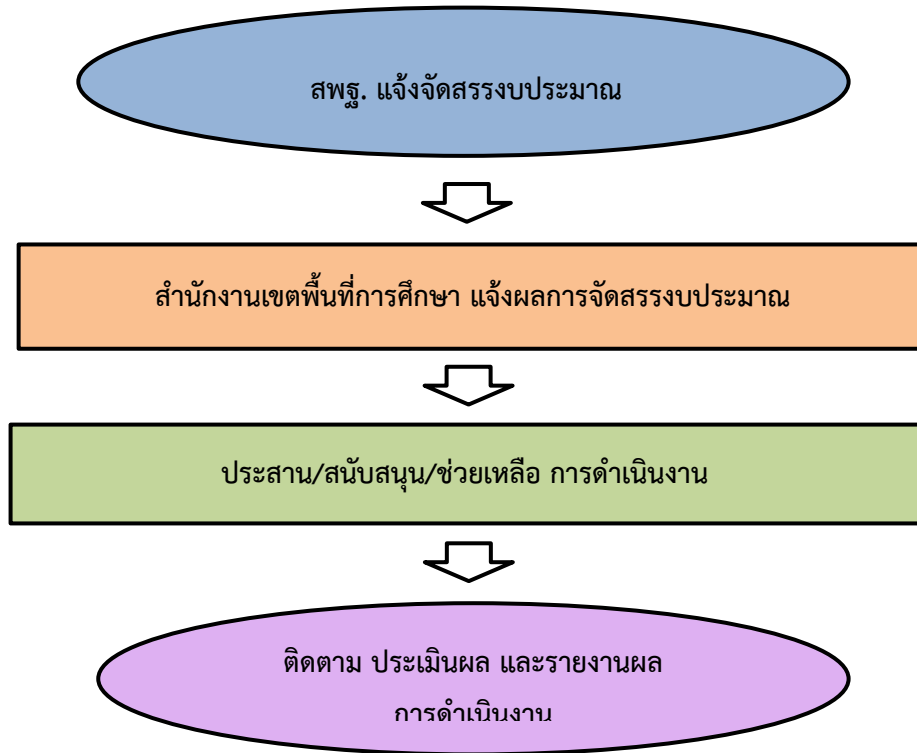 สพฐ. แจ้งจัดสรรงบประมาณ
สำนักงานเขตพื้นที่การศึกษา แจ้งผลการจัดสรรงบประมาณ
ประสาน/สนับสนุน/ช่วยเหลือ การดำเนินงาน
ติดตาม ประเมินผล และรายงานผล
การดำเนินงาน